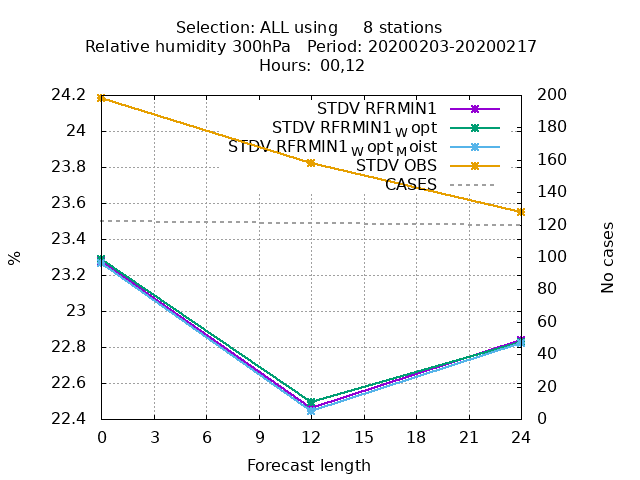 Selection: ALL using     8 stations
Relative humidity 300hPa   Period: 20200203-20200217
Hours: 00,12
STDV RFRMIN1
STDV RFRMIN1_W opt
STDV RFRMIN1_W opt_M oist
STDV OBS
CASES
24.2
24
23.8
23.6
23.4
23.2
23
22.8
22.6
22.4
%
200
180
160
140
120
100
80
60
40
20
0
No cases
0 3 6 9 12 15 18 21 24
Forecast length